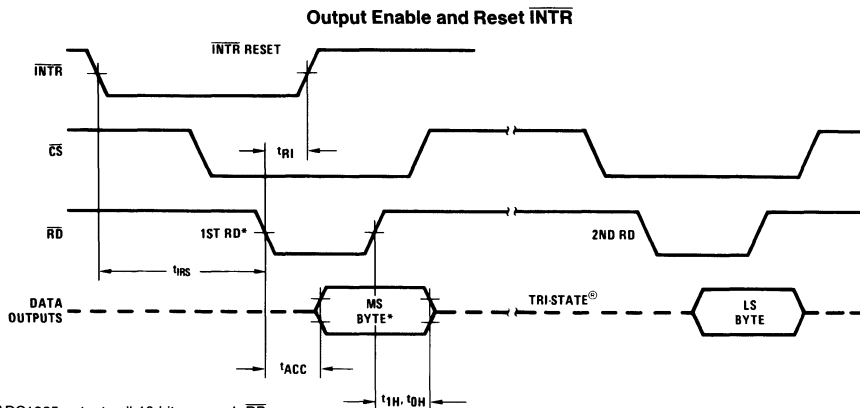 Output Enable and Reset INTR
INTR RESET
INTR
CS
tRI
RD
1ST RD*
2ND RD
tIRS
DATA OUTPUTS
MS BYTE*
TRI-STATE®
LS BYTE
tACC
t1H, t0H